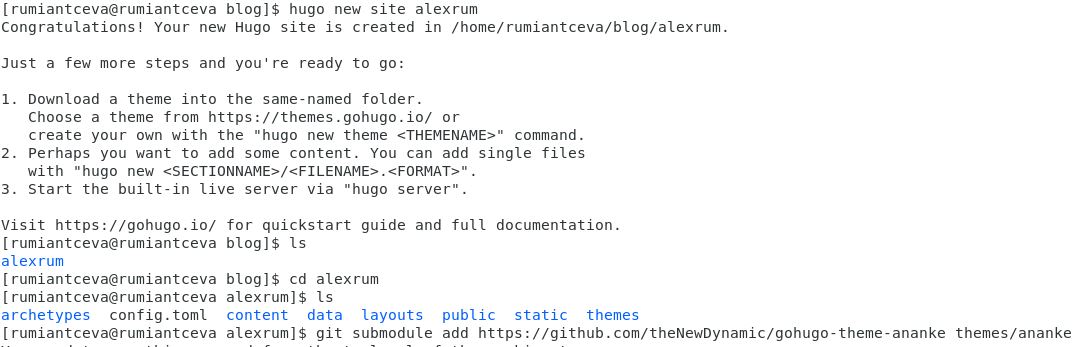 [rumiantceva@rumiantceva blog]$ hugo new site alexrum
Congratulations! Your new Hugo site is created in /home/rumiantceva/blog/alexrum.
Just a few more steps and you're ready to go:
1. Download a theme into the same-named folder.
Choose a theme from https://themes.gohugo.io/ or
create your own with the "hugo new theme <THEMENAME>" command.
2. Perhaps you want to add some content. You can add single files
with "hugo new <SECTIONNAME>/<FILENAME>.<FORMAT>".
3. Start the built-in live server via "hugo server".
Visit https://gohugo.io/ for quickstart guide and full documentation.
[rumiantceva@rumiantceva blog]$ ls
alexrum
[rumiantceva@rumiantceva blog]$ cd alexrum
[rumiantceva@rumiantceva alexrum]$ ls
archetypes config.toml content data layouts public static themes
[rumiantceva@rumiantceva alexrum]$ git submodule add https://github.com/theNewDynamic/gohugo-theme-ananke themes/ananke